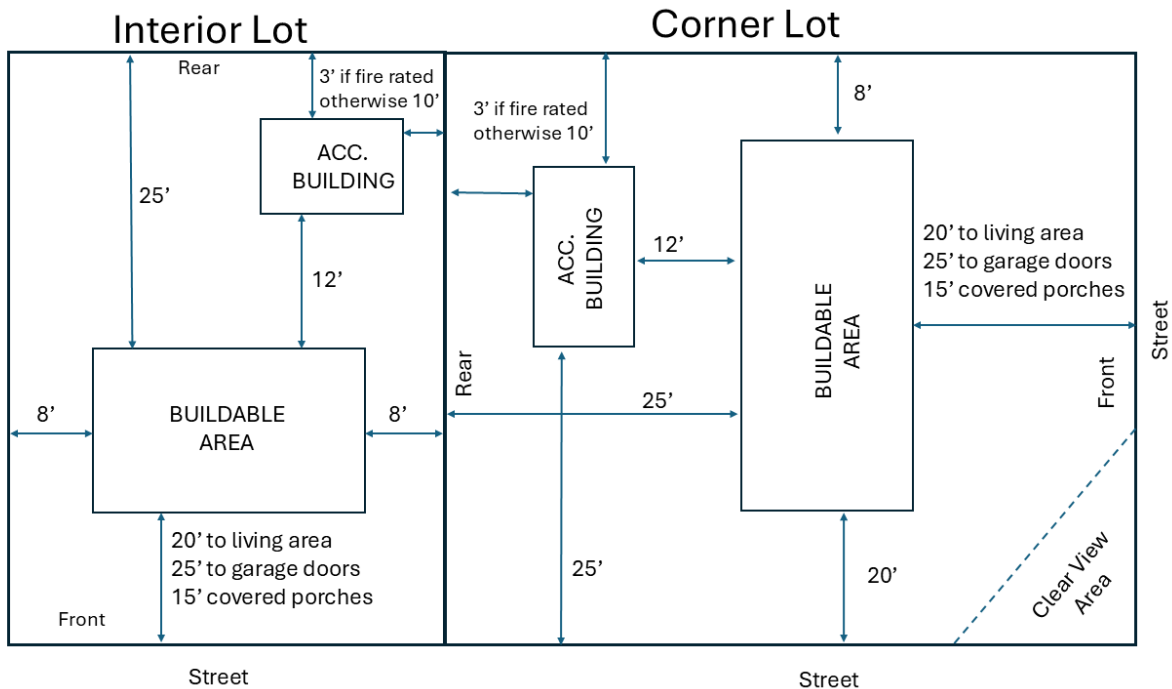 Interior Lot
Rear
3’ if fire rated
otherwise 10’
ACC.
BUILDING
25’
12’
8’
BUILDABLE
AREA
8’
20’ to living area
25’ to garage doors
15’ covered porches
Front
Street
Corner Lot
8’
3’ if fire rated
otherwise 10’
ACC.
BUILDING
12’
BUILDABLE
AREA
20’ to living area
25’ to garage doors
15’ covered porches
Street
Front
Rear
25’
25’
20’
Clear View
Area
Street